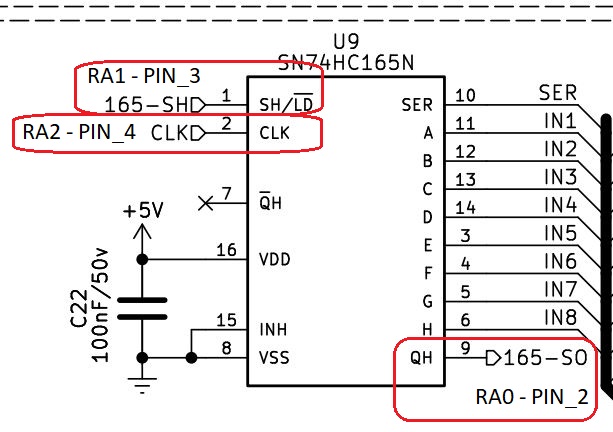 U9
SN74HC165N
RA1 - PIN_3
165-SH 1 SH/LD
RA2 - PIN_4 CLK 2 CLK
7 QH
+5V
16 VDD
C22
100nF/50v
15 INH
8 VSS
SER 10 SER
A 11 IN1
B 12 IN2
C 13 IN3
D 14 IN4
E 3 IN5
F 4 IN6
G 5 IN7
H 6 IN8
QH 9 165-SO
RA0 - PIN_2